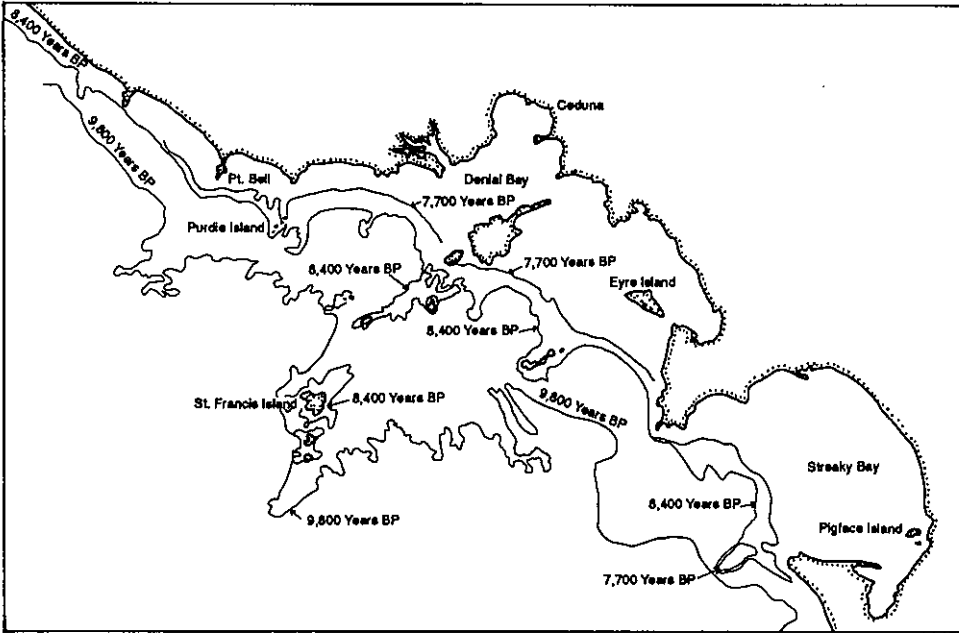 8,400 Years BP
Ceduna
9,800 Years BP
Pt. Bell
Denial Bay
7,700 Years BP
Purdie Island
7,700 Years BP
8,400 Years BP
Eyre Island
8,400 Years BP
St. Francis Island
8,400 Years BP
9,800 Years BP
Streaky Bay
8,400 Years BP
9,800 Years BP
Pigface Island
7,700 Years BP